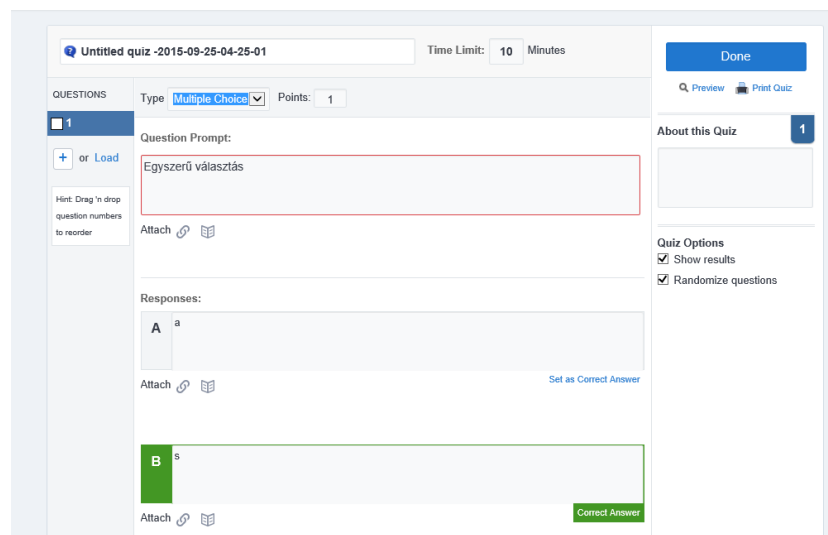 Untitled quiz -2015-09-25-04-25-01
Time Limit: 10 Minutes
Done
Preview Print Quiz
QUESTIONS
1
+ or Load
Hint: Drag 'n drop
question numbers
to reorder
Type Multiple Choice Points: 1
Question Prompt:
Egyszerű választás
Attach
Responses:
A a
Attach
Set as Correct Answer
B s
Correct Answer
Attach
About this Quiz 1
Quiz Options
Show results
Randomize questions